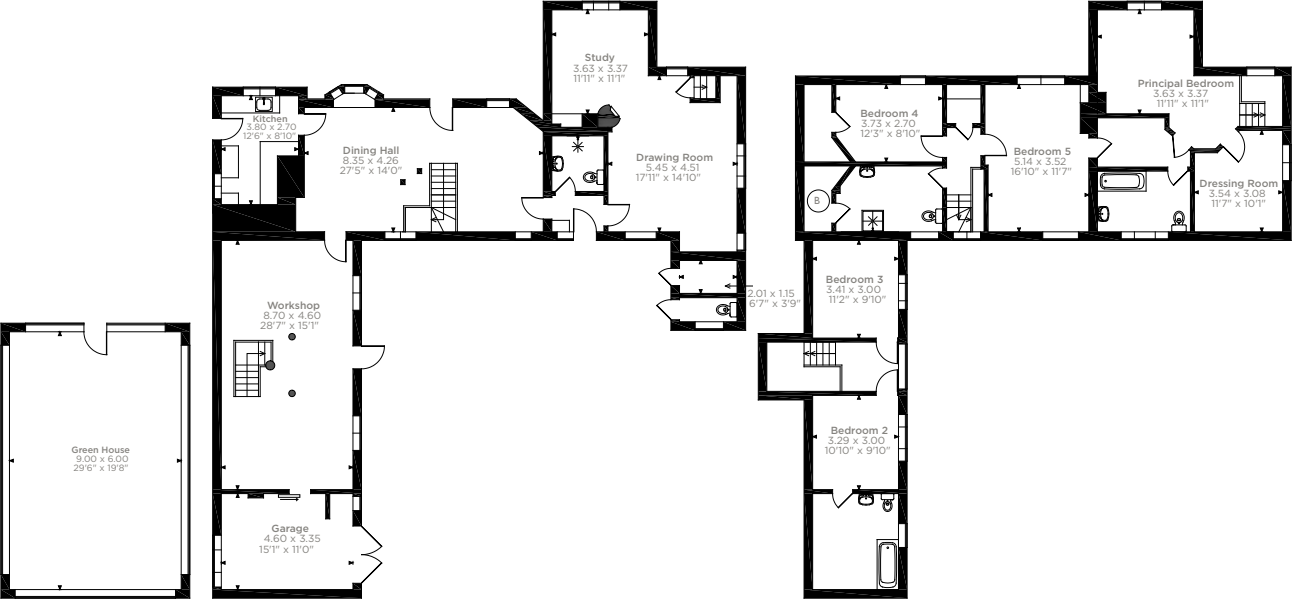 Study
3.63 x 3.37
11'11" x 11'1"
Kitchen
3.80 x 2.70
12'6" x 8'10"
Dining Hall
8.35 x 4.26
27'5" x 14'0"
Drawing Room
5.45 x 4.51
17'11" x 14'10"
2.01 x 1.15
6'7" x 3'9"
Workshop
8.70 x 4.60
28'7" x 15'1"
Green House
9.00 x 6.00
29'6" x 19'8"
Garage
4.60 x 3.35
15'1" x 11'0"
Principal Bedroom
3.63 x 3.37
11'11" x 11'1"
Bedroom 4
3.73 x 2.70
12'3" x 8'10"
Bedroom 5
5.14 x 3.52
16'10" x 11'7"
Dressing Room
3.54 x 3.08
11'7" x 10'1"
B
Bedroom 3
3.41 x 3.00
11'2" x 9'10"
Bedroom 2
3.29 x 3.00
10'10" x 9'10"